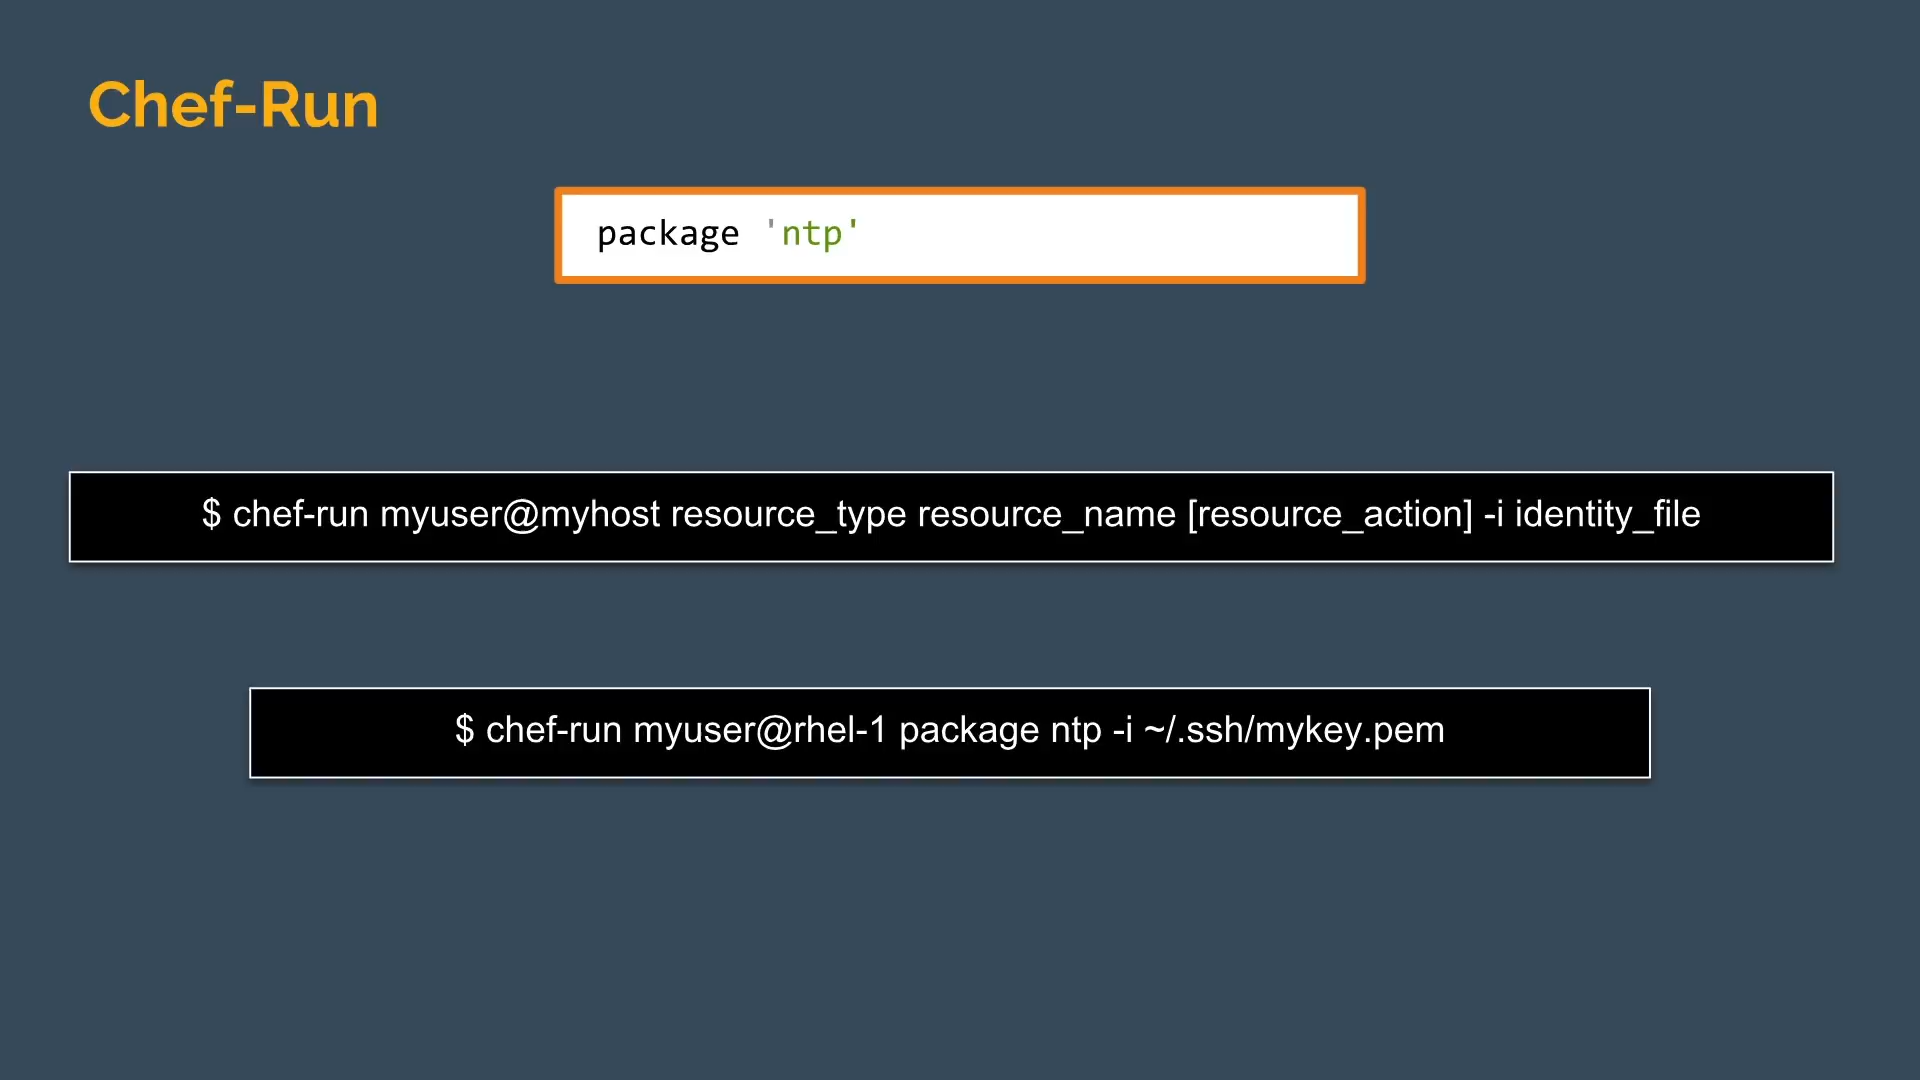 Chef-Run
package 'ntp'
$ chef-run myuser@myhost resource_type resource_name [resource_action] -i identity_file
$ chef-run myuser@rhel-1 package ntp -i ~/.ssh/mykey.pem